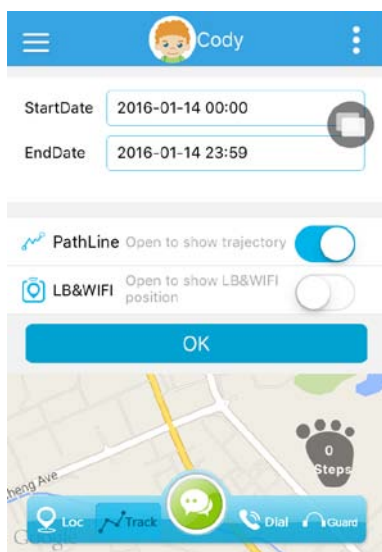 Cody
StartDate 2016-01-14 00:00
EndDate 2016-01-14 23:59
PathLine Open to show trajectory
LB&WIFI Open to show LB&WIFI
position
OK
0
Steps
heng Ave
Loc Track Dial Guard
Google